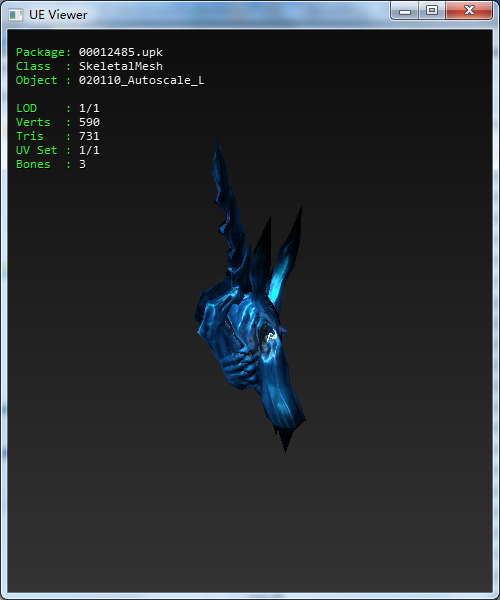 UE Viewer
Package: 00012485.upk
Class  : SkeletalMesh
Object : 020110_Autoscale_L
LOD    : 1/1
Verts  : 590
Tris   : 731
UV Set : 1/1
Bones  : 3